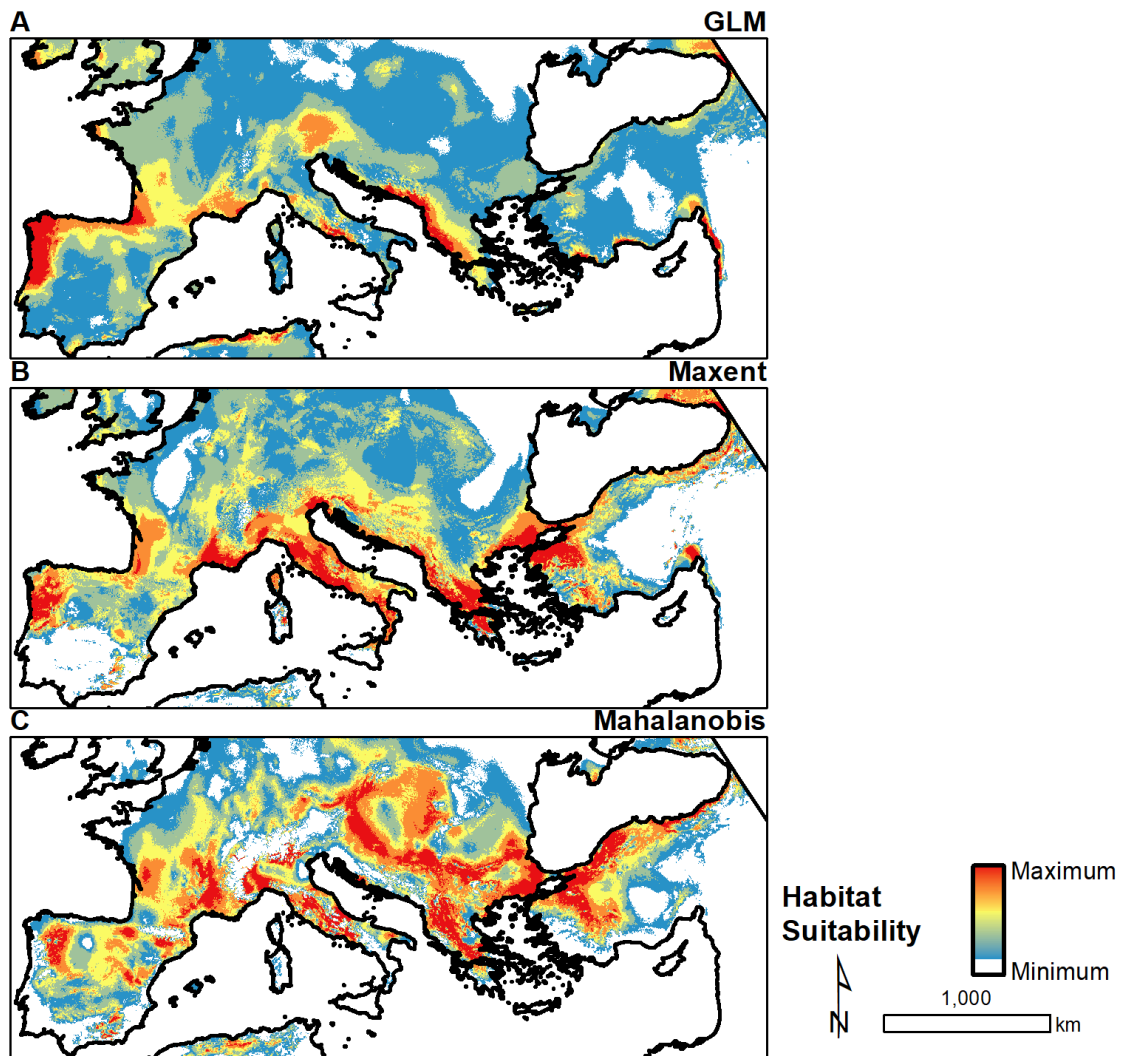 A GLM
B Maxent
C Mahalanobis
Habitat
Suitability
Maximum
Minimum
N
1,000
km